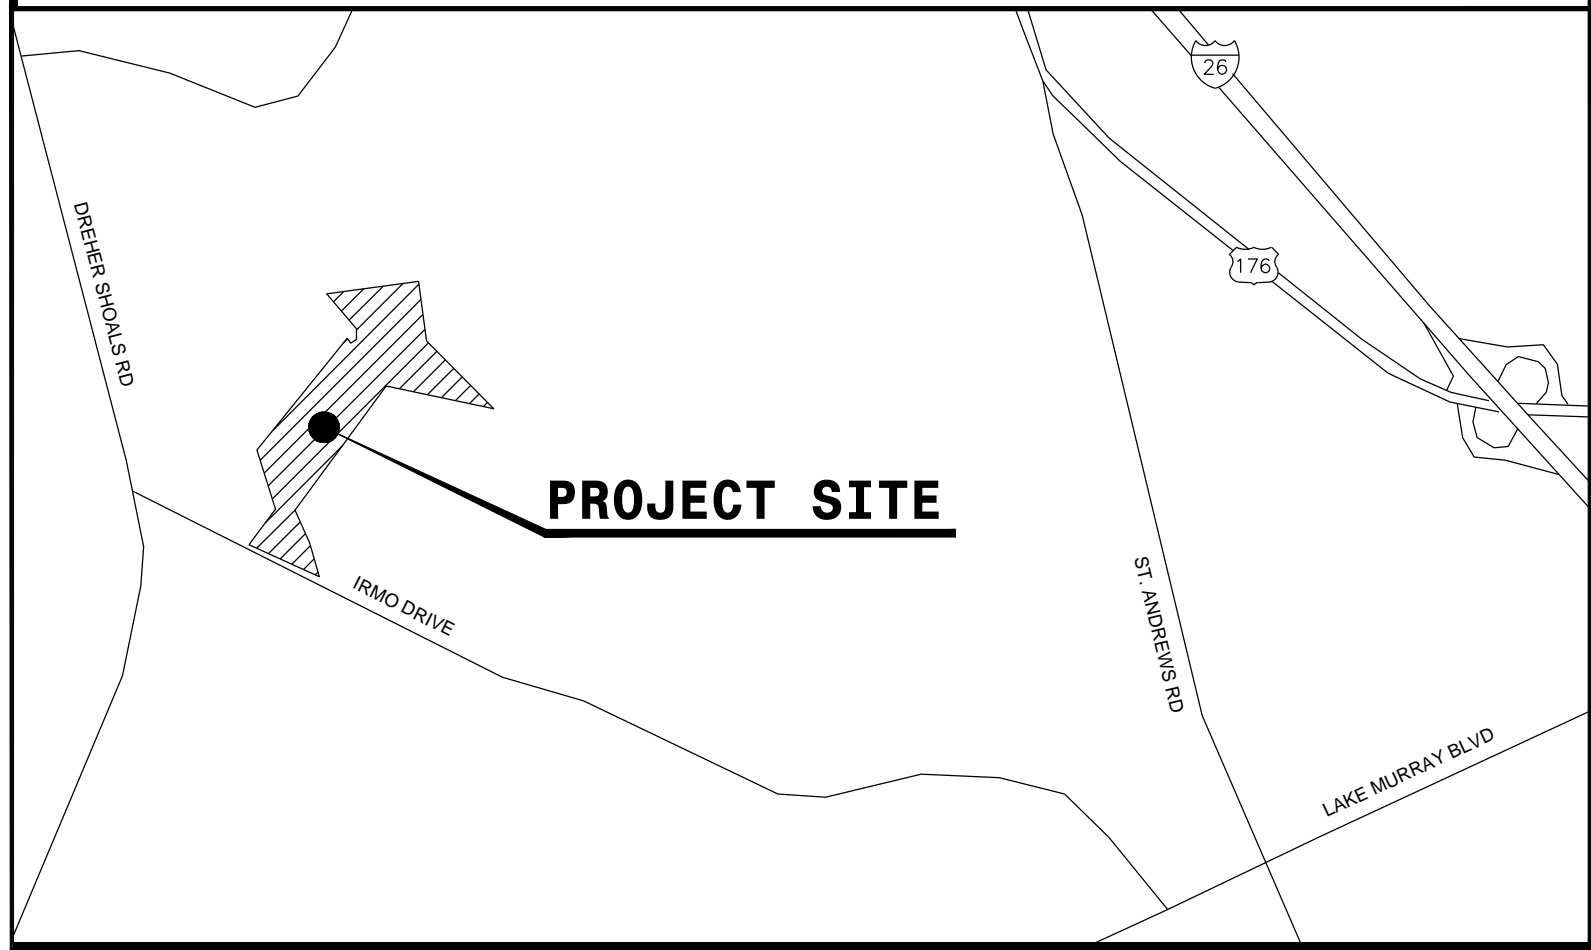 26
DREHER SHOALS RD
176
PROJECT SITE
IRMO DRIVE
ST. ANDREWS RD
LAKE MURRAY BLVD